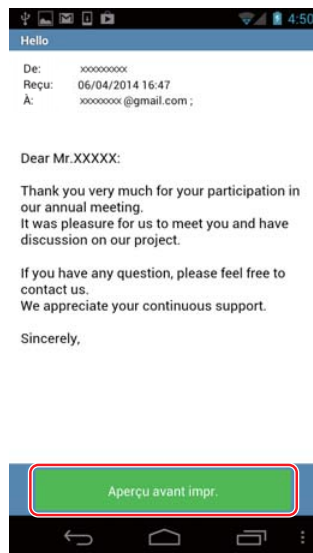 4:50
Hello
De: xxxxxxxxx
Reçu: 06/04/2014 16:47
À: xxxxxxxx @gmail.com ;
Dear Mr.XXXXX:
Thank you very much for your participation in
our annual meeting.
It was pleasure for us to meet you and have
discussion on our project.
If you have any question, please feel free to
contact us.
We appreciate your continuous support.
Sincerely,
Aperçu avant impr.